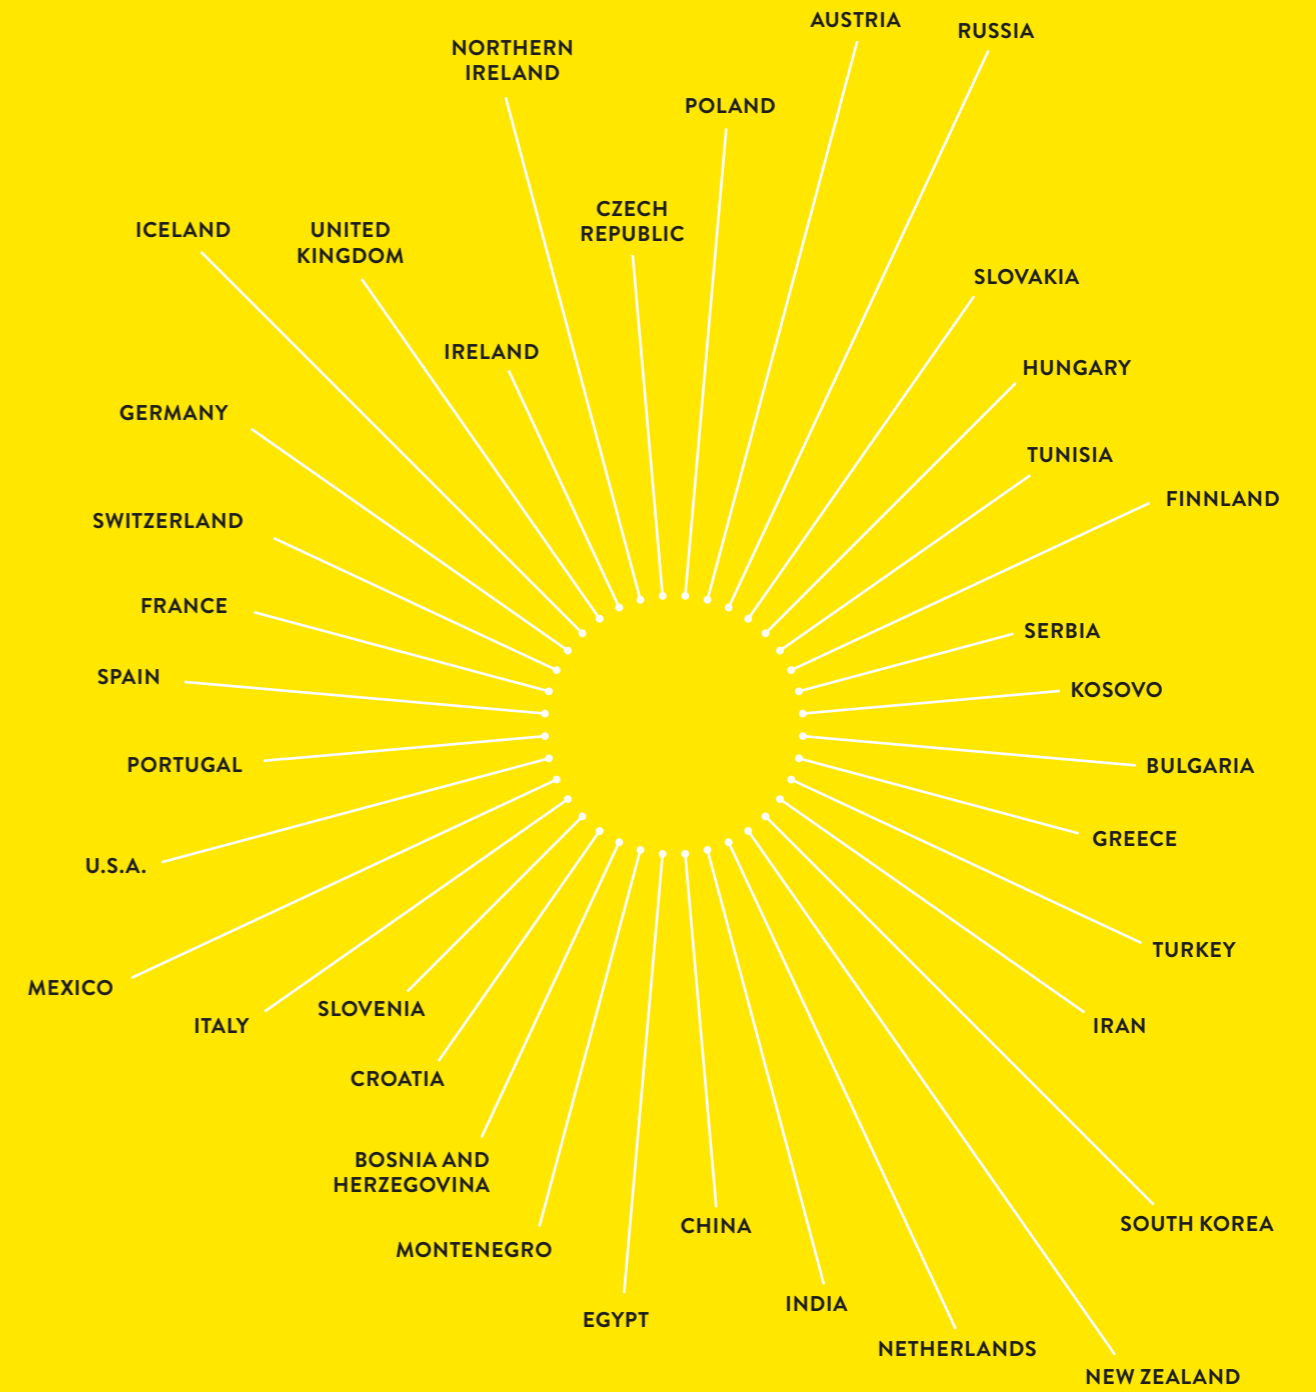 AUSTRIA
RUSSIA
NORTHERN
IRELAND
POLAND
CZECH
REPUBLIC
ICELAND
UNITED
KINGDOM
SLOVAKIA
IRELAND
HUNGARY
GERMANY
TUNISIA
FINNLAND
SWITZERLAND
FRANCE
SERBIA
SPAIN
KOSOVO
PORTUGAL
BULGARIA
GREECE
U.S.A.
TURKEY
MEXICO
SLOVENIA
ITALY
IRAN
CROATIA
BOSNIA AND
HERZEGOVINA
SOUTH KOREA
CHINA
MONTENEGRO
INDIA
EGYPT
NETHERLANDS
NEW ZEALAND